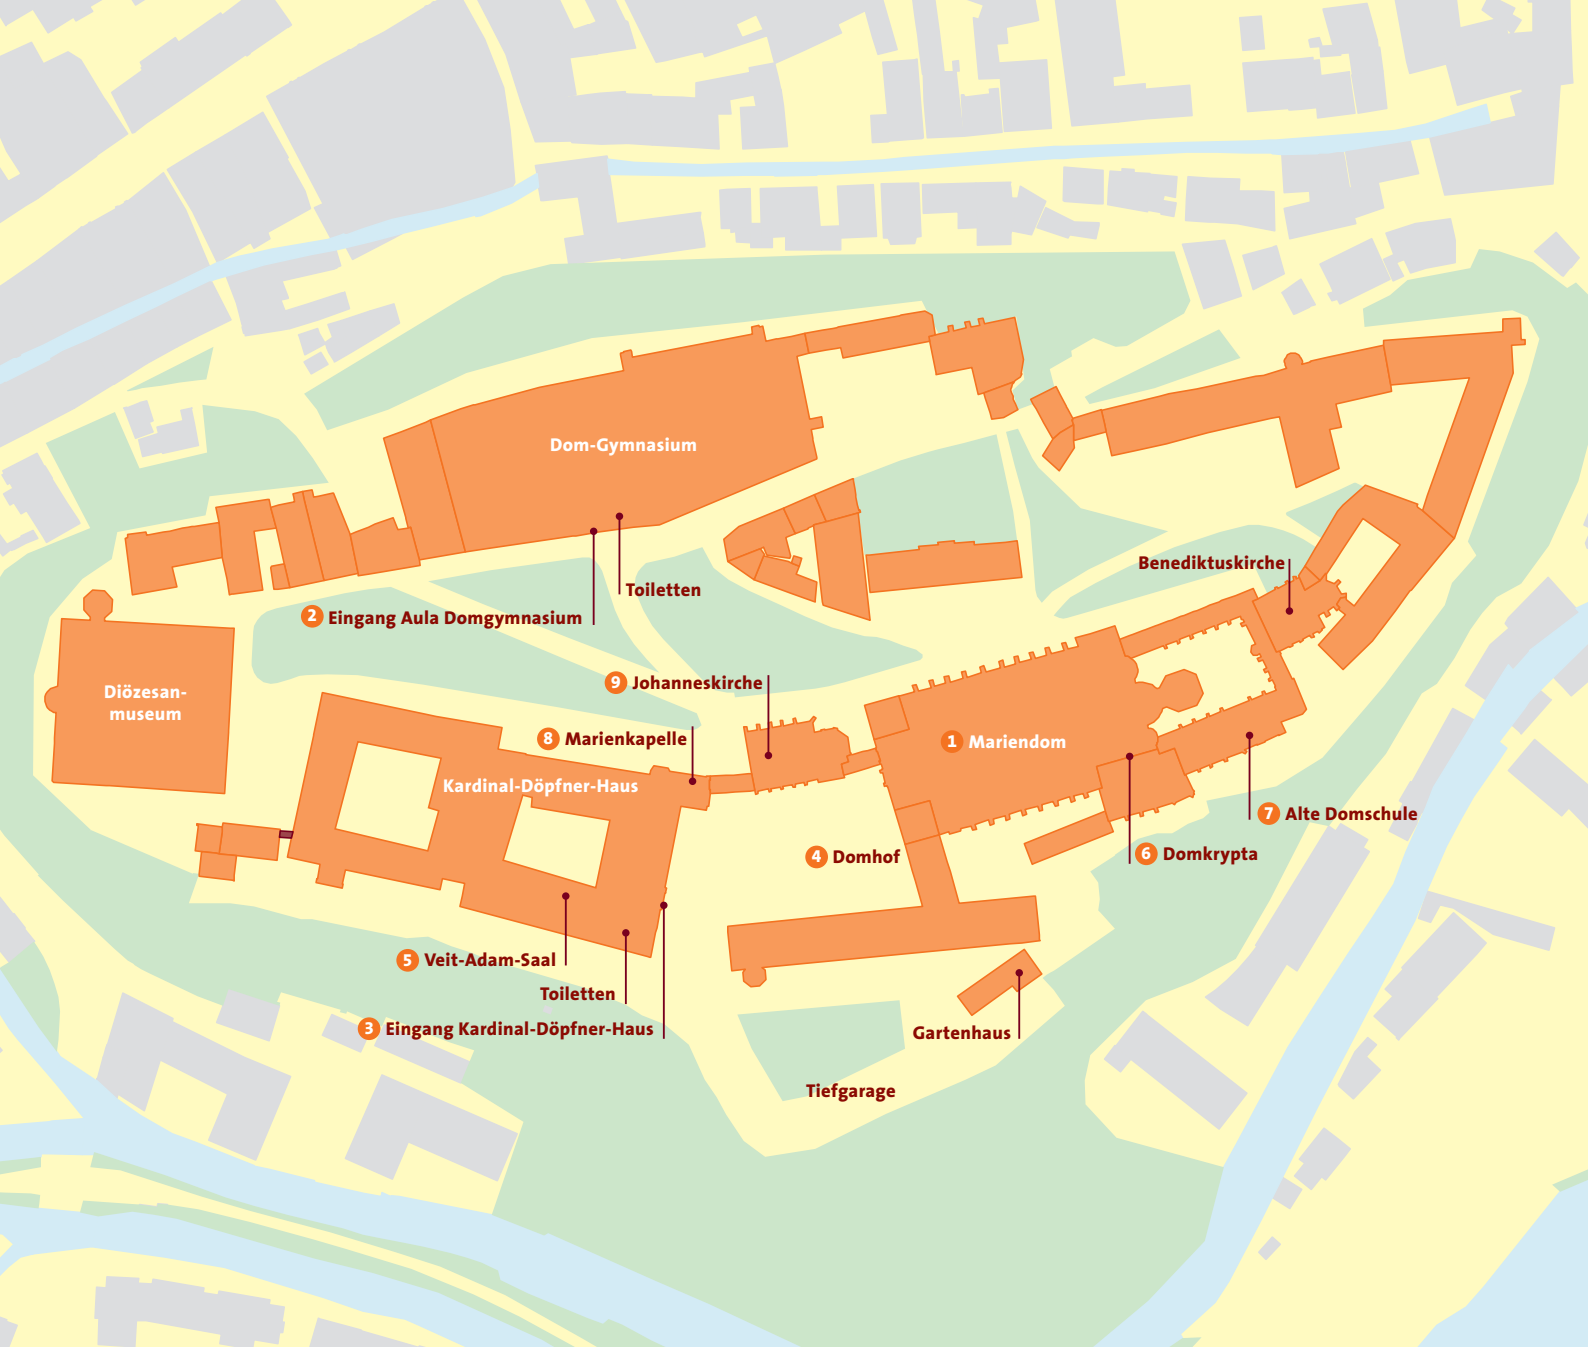 Dom-Gymnasium
Benediktuskirche
Toiletten
2 Eingang Aula Domgymnasium
9 Johanneskirche
Diözesan-
museum
8 Marienkapelle
1 Mariendom
Kardinal-Döpfner-Haus
7 Alte Domschule
4 Domhof
6 Domkrypta
5 Veit-Adam-Saal
Toiletten
3 Eingang Kardinal-Döpfner-Haus
Gartenhaus
Tiefgarage